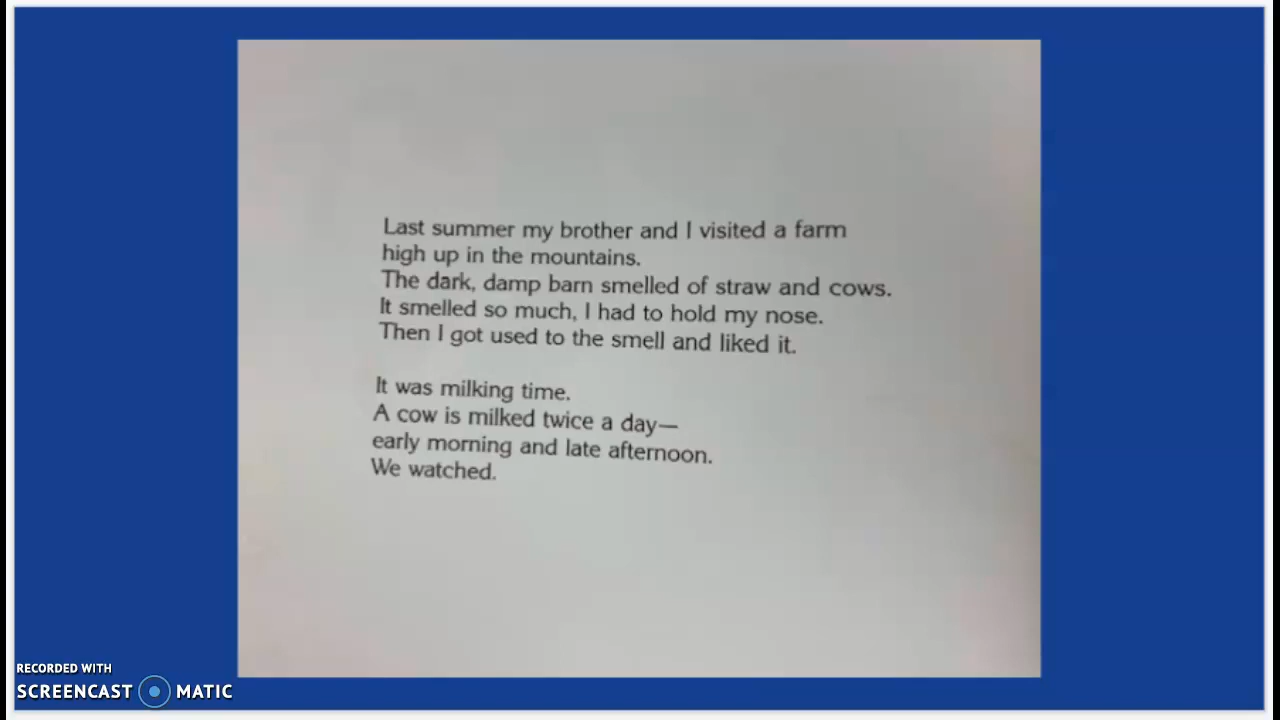 Last summer my brother and I visited a farm
high up in the mountains.
The dark, damp barn smelled of straw and cows.
It smelled so much, I had to hold my nose.
Then I got used to the smell and liked it.
It was milking time.
A cow is milked twice a day—
early morning and late afternoon.
We watched.
RECORDED WITH
SCREENCAST MATIC